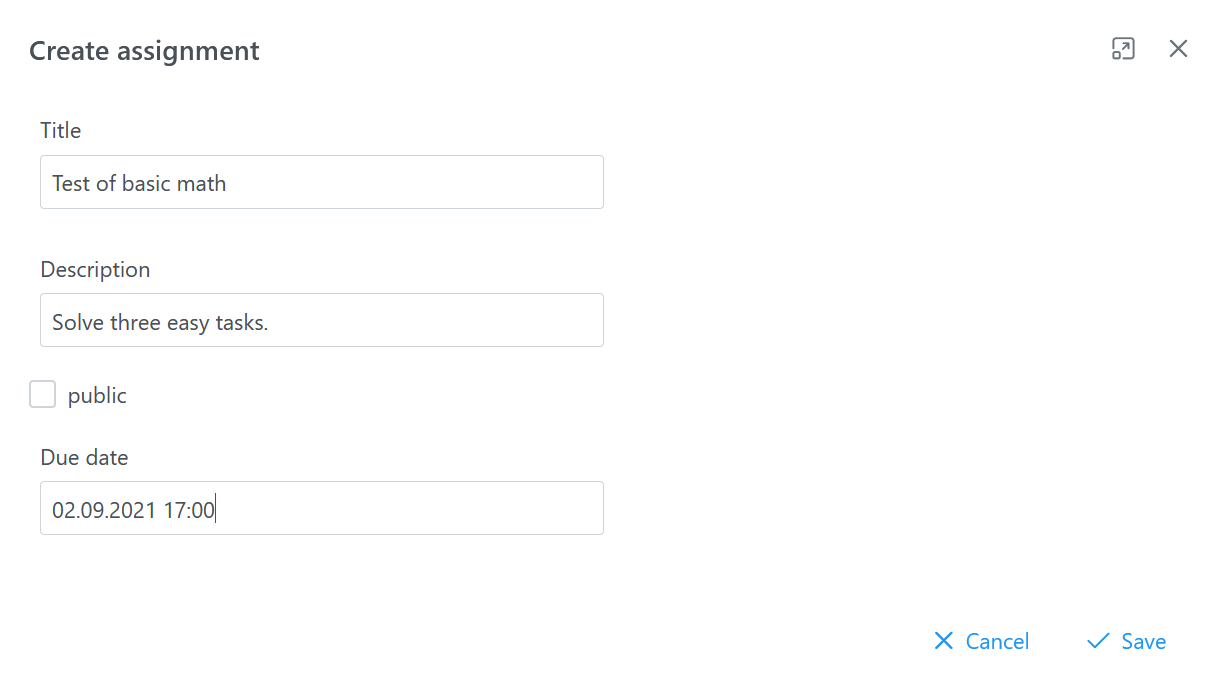 Create assignment
Title
Test of basic math
Description
Solve three easy tasks.
public
Due date
02.09.2021 17:00
Cancel
Save